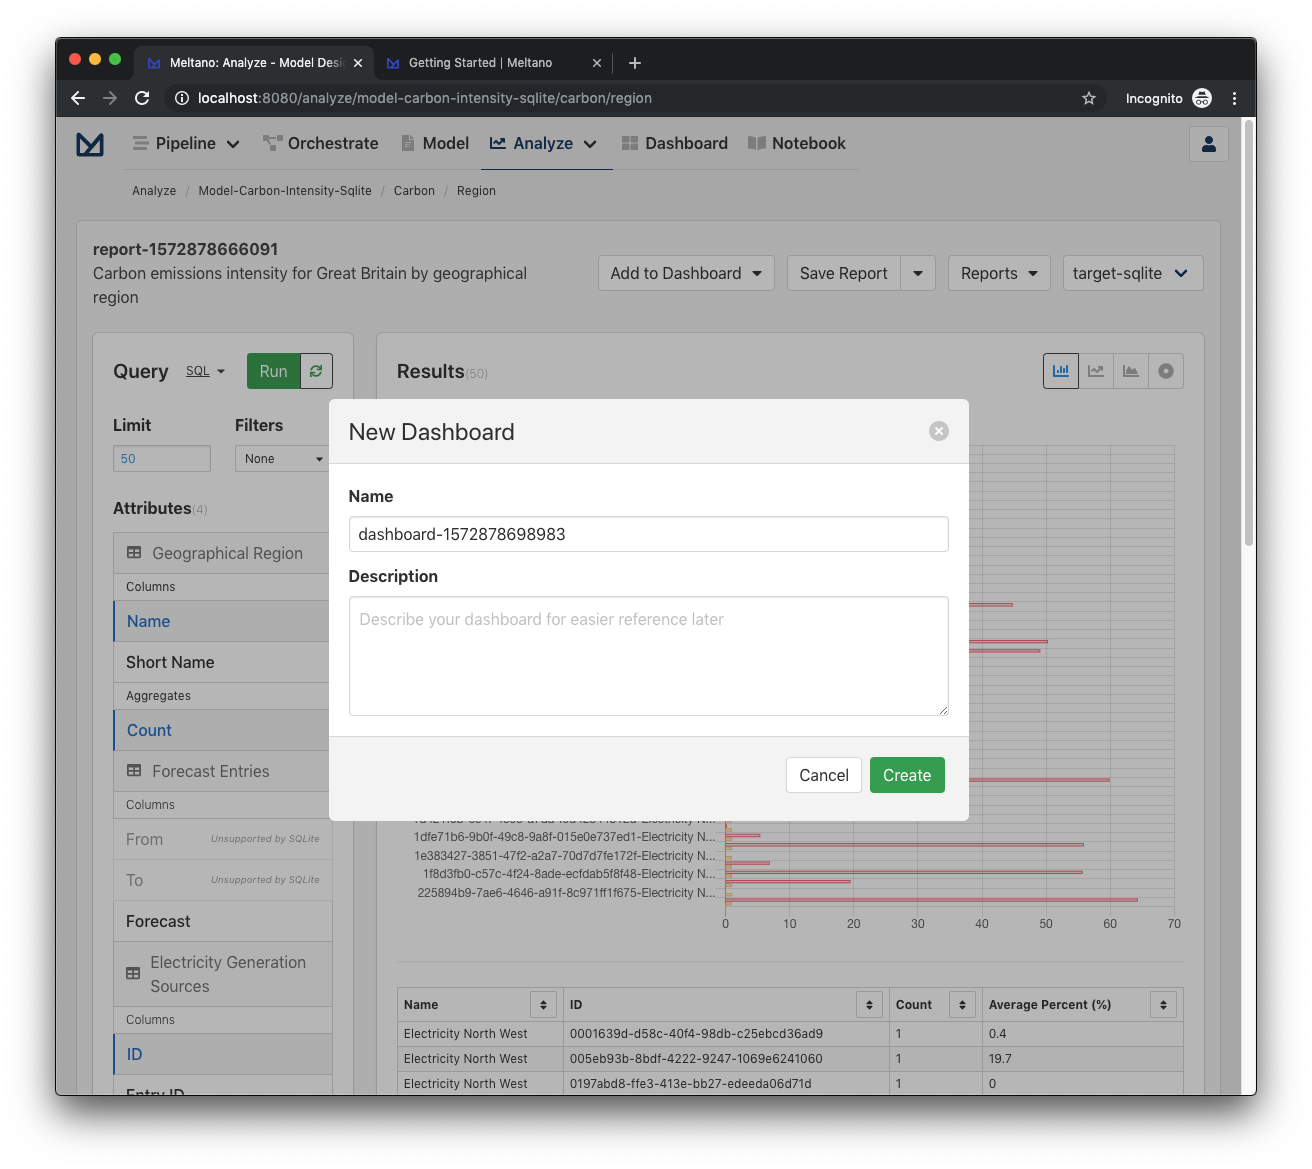 Meltano: Analyze - Model Desi
Getting Started | Meltano
localhost:8080/analyze/model-carbon-intensity-sqlite/carbon/region
Incognito
Pipeline Orchestrate Model Analyze Dashboard Notebook
Analyze / Model-Carbon-Intensity-Sqlite / Carbon / Region
report-1572878666091
Carbon emissions intensity for Great Britain by geographical
region
Add to Dashboard Save Report Reports target-sqlite
Query SQL Run
Results(50)
Limit Filters
50 None
Attributes(4)
Geographical Region
Columns
Name
Short Name
Aggregates
Count
Forecast Entries
Columns
From Unsupported by SQLite
To Unsupported by SQLite
Forecast
Electricity Generation
Sources
Columns
ID
Entry ID
New Dashboard
Name
dashboard-1572878698983
Description
Describe your dashboard for easier reference later
Cancel Create
1dfe71b6-9b0f-49c8-9a8f-015e0e737ed1-Electricity N...
1e383427-3851-47f2-a2a7-70d7d7fe172f-Electricity N...
1f8d3fb0-c57c-4f24-8ade-ecfdab5f8f48-Electricity N...
225894b9-7ae6-4646-a91f-8c971ff1f675-Electricity N...
0 10 20 30 40 50 60 70
Name ID Count Average Percent (%)
Electricity North West 0001639d-d58c-40f4-98db-c25ebcd36ad9 1 0.4
Electricity North West 005eb93b-8bdf-4222-9247-1069e6241060 1 19.7
Electricity North West 0197abd8-ffe3-413e-bb27-edeeda06d71d 1 0